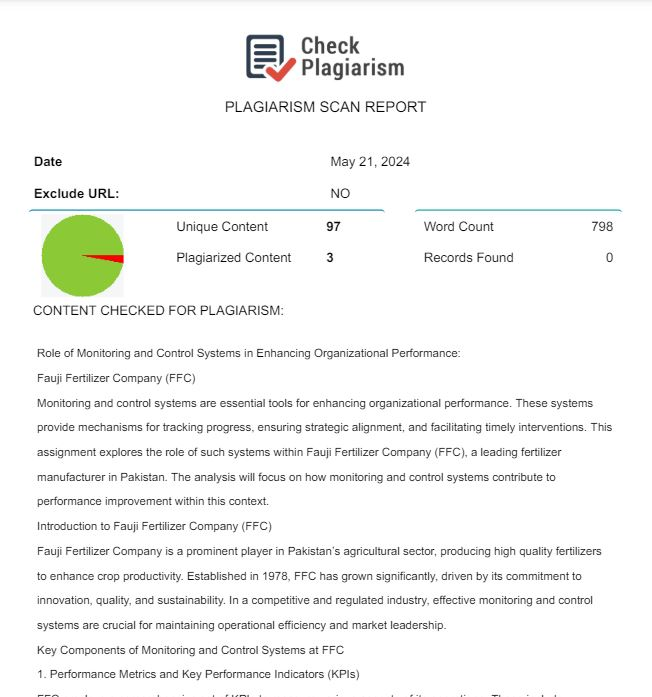 Check
Plagiarism
PLAGIARISM SCAN REPORT
Date May 21, 2024
Exclude URL: NO
Unique Content 97 Word Count 798
Plagiarized Content 3 Records Found 0
CONTENT CHECKED FOR PLAGIARISM:
Role of Monitoring and Control Systems in Enhancing Organizational Performance:
Fauji Fertilizer Company (FFC)
Monitoring and control systems are essential tools for enhancing organizational performance. These systems
provide mechanisms for tracking progress, ensuring strategic alignment, and facilitating timely interventions. This
assignment explores the role of such systems within Fauji Fertilizer Company (FFC), a leading fertilizer
manufacturer in Pakistan. The analysis will focus on how monitoring and control systems contribute to
performance improvement within this context.
Introduction to Fauji Fertilizer Company (FFC)
Fauji Fertilizer Company is a prominent player in Pakistan’s agricultural sector, producing high quality fertilizers
to enhance crop productivity. Established in 1978, FFC has grown significantly, driven by its commitment to
innovation, quality, and sustainability. In a competitive and regulated industry, effective monitoring and control
systems are crucial for maintaining operational efficiency and market leadership.
Key Components of Monitoring and Control Systems at FFC
1. Performance Metrics and Key Performance Indicators (KPIs)